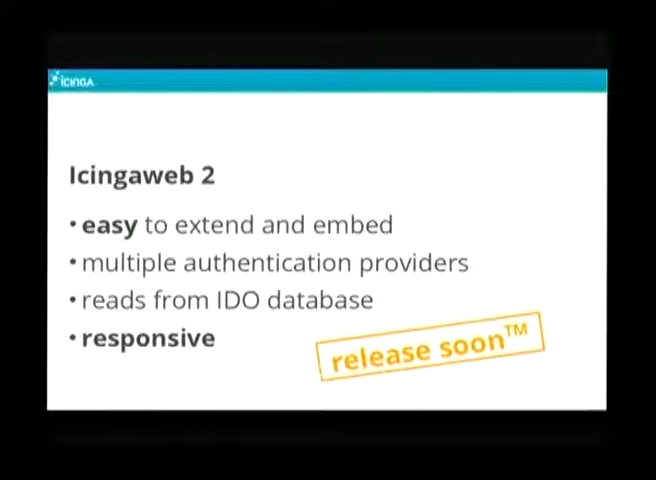 ICINGA
Icingaweb 2
• easy to extend and embed
• multiple authentication providers
• reads from IDO database
• responsive
release soon™